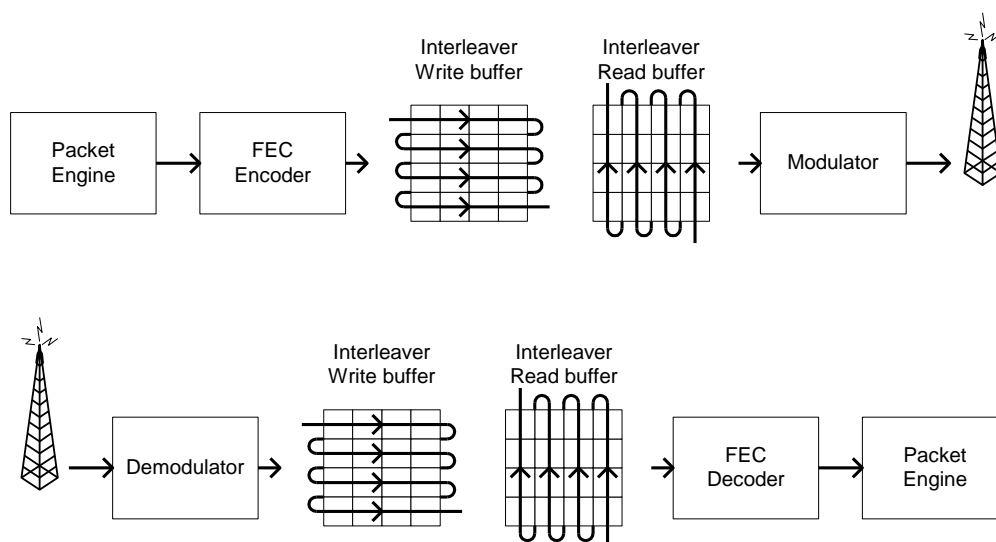 Interleaver
Write buffer
Interleaver
Read buffer
Packet
Engine
FEC
Encoder
Modulator
Interleaver
Write buffer
Interleaver
Read buffer
Demodulator
FEC
Decoder
Packet
Engine